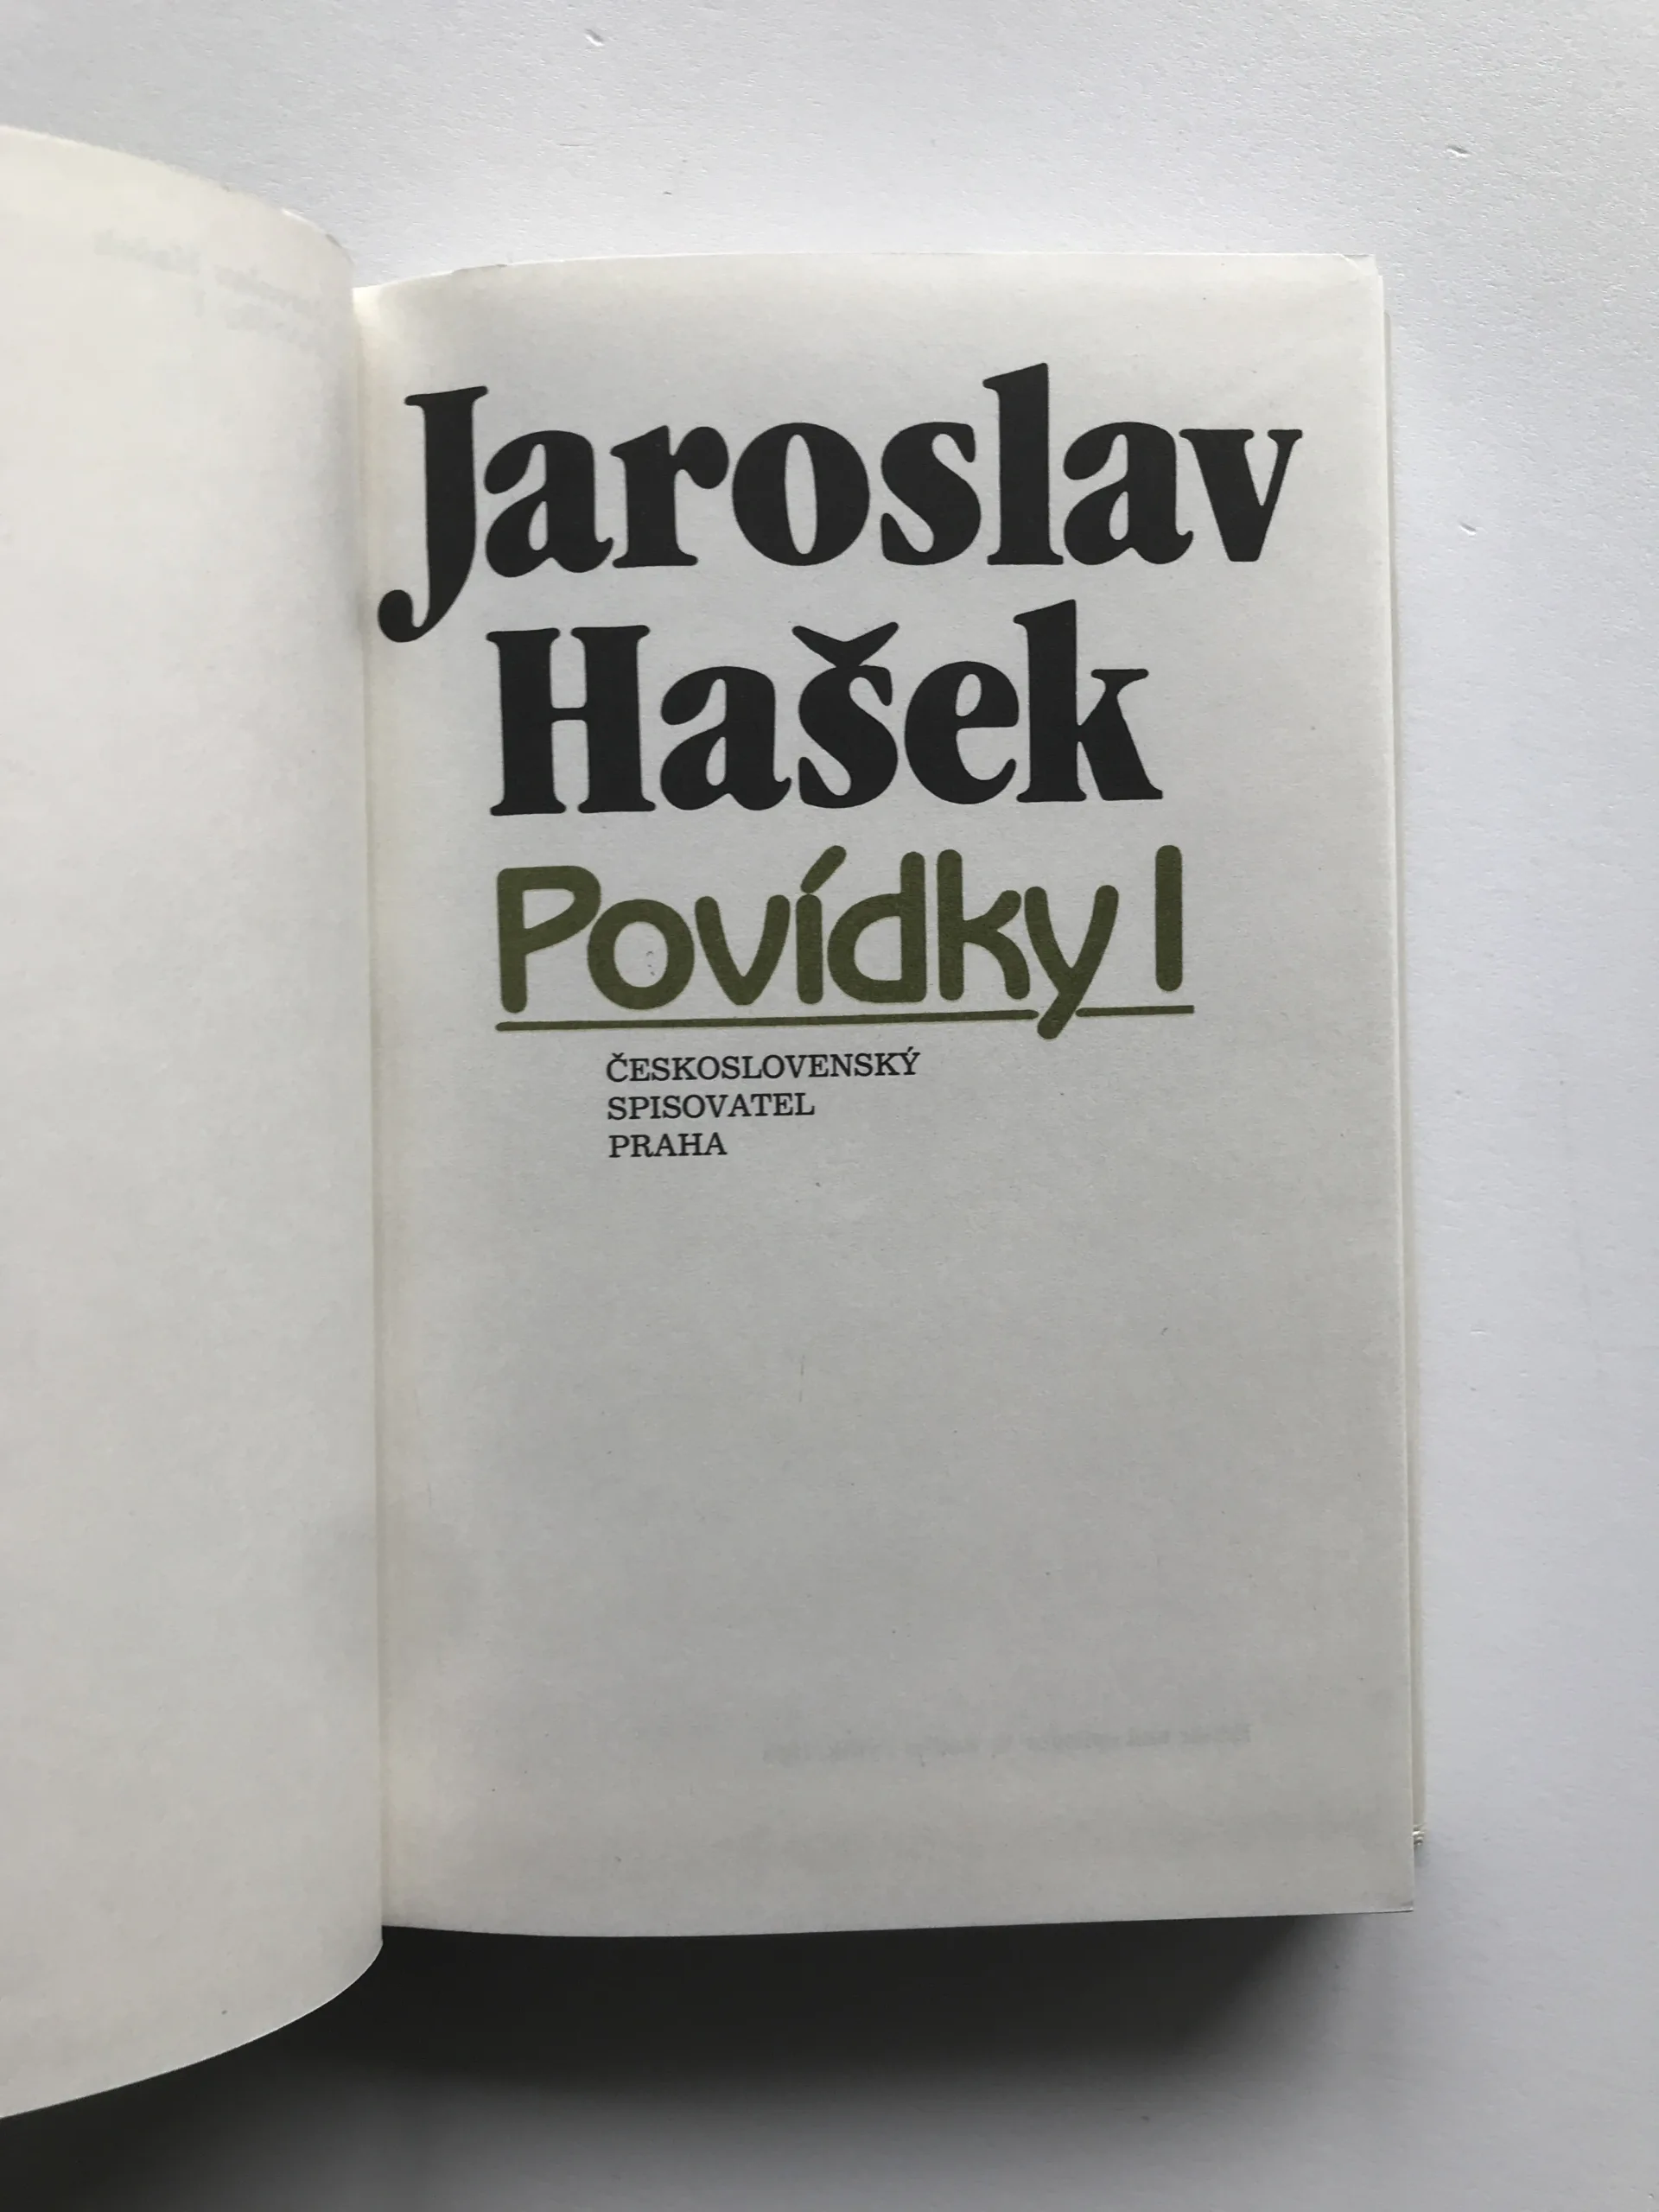 Jaroslav
Hašek
Povídky I
ČESKOSLOVENSKÝ
SPISOVATEL
PRAHA